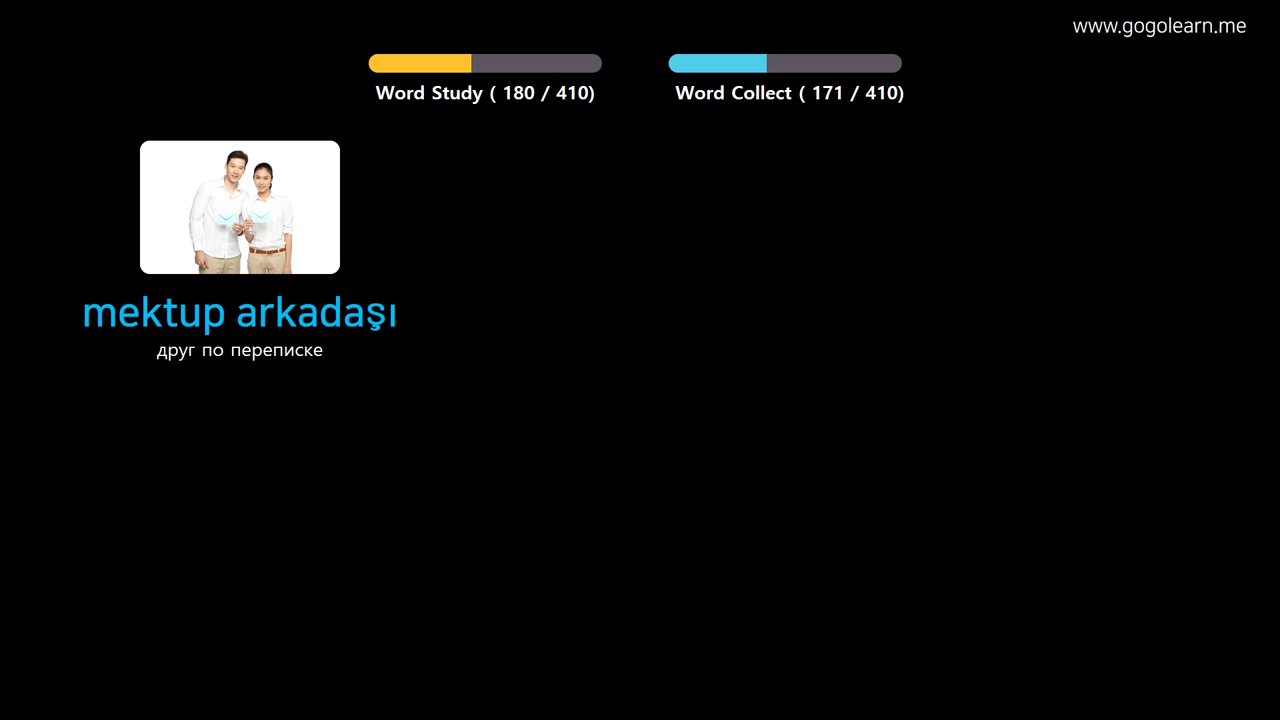 www.gogolearn.me
Word Study ( 180 / 410)
Word Collect ( 171 / 410)
mektup arkadaşı
друг по переписке